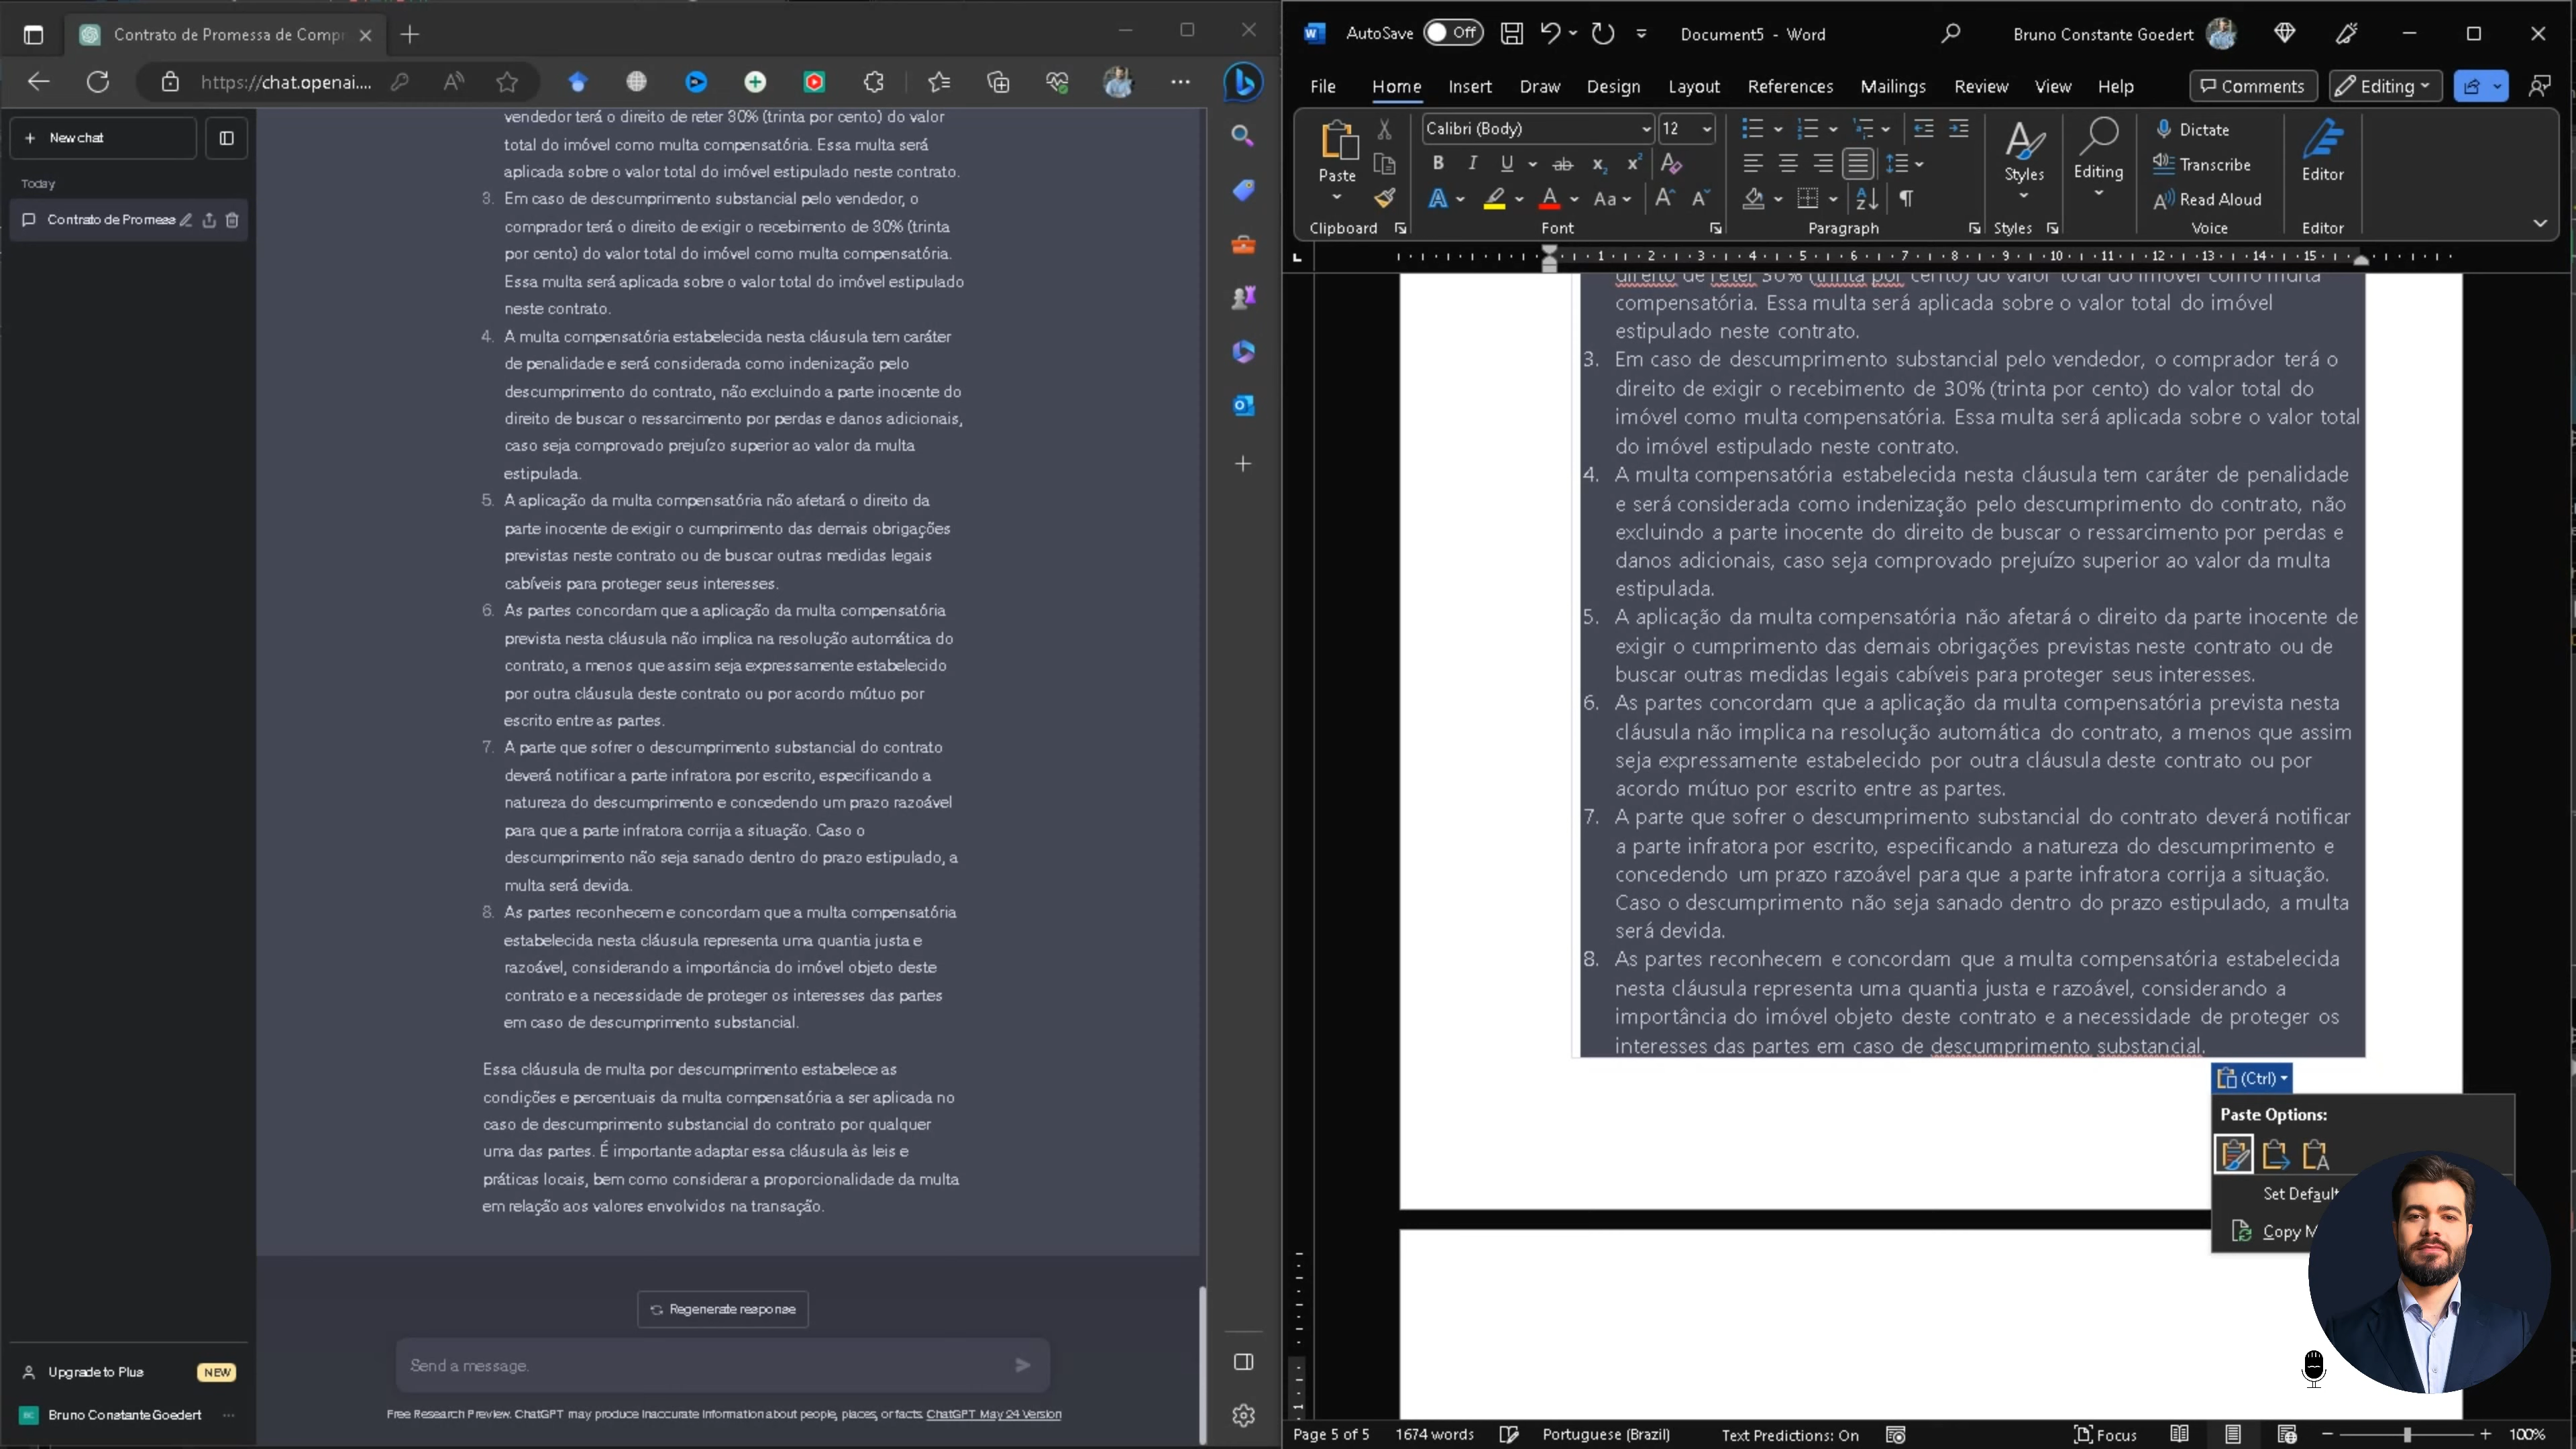 Contrato de Promessa de Compr
https://chat.openai....
New chat
Today
Contrato de Promess
vendedor terá o direito de reter 30% (trinta por cento) do valor
total do imóvel como multa compensatória. Essa multa será
aplicada sobre o valor total do imóvel estipulado neste contrato.
3. Em caso de descumprimento substancial pelo vendedor, o
comprador terá o direito de exigir o recebimento de 30% (trinta
por cento) do valor total do imóvel como multa compensatória.
Essa multa será aplicada sobre o valor total do imóvel estipulado
neste contrato.
4. A multa compensatória estabelecida nesta cláusula tem caráter
de penalidade e será considerada como indenização pelo
descumprimento do contrato, não excluindo a parte inocente do
direito de buscar o ressarcimento por perdas e danos adicionais,
caso seja comprovado prejuízo superior ao valor da multa
estipulada.
5. A aplicação da multa compensatória não afetará o direito da
parte inocente de exigir o cumprimento das demais obrigações
previstas neste contrato ou de buscar outras medidas legais
cabíveis para proteger seus interesses.
6. As partes concordam que a aplicação da multa compensatória
prevista nesta cláusula não implica na resolução automática do
contrato, a menos que assim seja expressamente estabelecido
por outra cláusula deste contrato ou por acordo mútuo por
escrito entre as partes.
7. A parte que sofrer o descumprimento substancial do contrato
deverá notificar a parte infratora por escrito, especificando a
natureza do descumprimento e concedendo um prazo razoável
para que a parte infratora corrija a situação. Caso o
descumprimento não seja sanado dentro do prazo estipulado, a
multa será devida.
8. As partes reconhecem e concordam que a multa compensatória
estabelecida nesta cláusula representa uma quantia justa e
razoável, considerando a importância do imóvel objeto deste
contrato e a necessidade de proteger os interesses das partes
em caso de descumprimento substancial.
Essa cláusula de multa por descumprimento estabelece as
condições e percentuais da multa compensatória a ser aplicada no
caso de descumprimento substancial do contrato por qualquer
uma das partes. É importante adaptar essa cláusula às leis e
práticas locais, bem como considerar a proporcionalidade da multa
em relação aos valores envolvidos na transação.
Regenerate response
Send a message.
Free Research Preview. ChatGPT may produce inaccurate information about people, places, or facts. ChatGPT May 24 Version
Upgrade to Plus NEW
BC Bruno Constante Goedert
AutoSave Off Document5 - Word Bruno Constante Goedert
File Home Insert Draw Design Layout References Mailings Review View Help Comments Editing
Calibri (Body) 12
Paste Styles Editing Dictate Transcribe Read Aloud Editor
Clipboard Font Paragraph Styles Voice Editor
1 2 3 4 5 6 7 8 9 10 11 12 13 14 15
direito de reter 30% (trinta por cento) do valor total do imóvel como multa
compensatória. Essa multa será aplicada sobre o valor total do imóvel
estipulado neste contrato.
3. Em caso de descumprimento substancial pelo vendedor, o comprador terá o
direito de exigir o recebimento de 30% (trinta por cento) do valor total do
imóvel como multa compensatória. Essa multa será aplicada sobre o valor total
do imóvel estipulado neste contrato.
4. A multa compensatória estabelecida nesta cláusula tem caráter de penalidade
e será considerada como indenização pelo descumprimento do contrato, não
excluindo a parte inocente do direito de buscar o ressarcimento por perdas e
danos adicionais, caso seja comprovado prejuízo superior ao valor da multa
estipulada.
5. A aplicação da multa compensatória não afetará o direito da parte inocente de
exigir o cumprimento das demais obrigações previstas neste contrato ou de
buscar outras medidas legais cabíveis para proteger seus interesses.
6. As partes concordam que a aplicação da multa compensatória prevista nesta
cláusula não implica na resolução automática do contrato, a menos que assim
seja expressamente estabelecido por outra cláusula deste contrato ou por
acordo mútuo por escrito entre as partes.
7. A parte que sofrer o descumprimento substancial do contrato deverá notificar
a parte infratora por escrito, especificando a natureza do descumprimento e
concedendo um prazo razoável para que a parte infratora corrija a situação.
Caso o descumprimento não seja sanado dentro do prazo estipulado, a multa
será devida.
8. As partes reconhecem e concordam que a multa compensatória estabelecida
nesta cláusula representa uma quantia justa e razoável, considerando a
importância do imóvel objeto deste contrato e a necessidade de proteger os
interesses das partes em caso de descumprimento substancial.
(Ctrl)
Paste Options:
Set Default
Copy M
Page 5 of 5 1674 words Portuguese (Brazil) Text Predictions: On Focus 100%